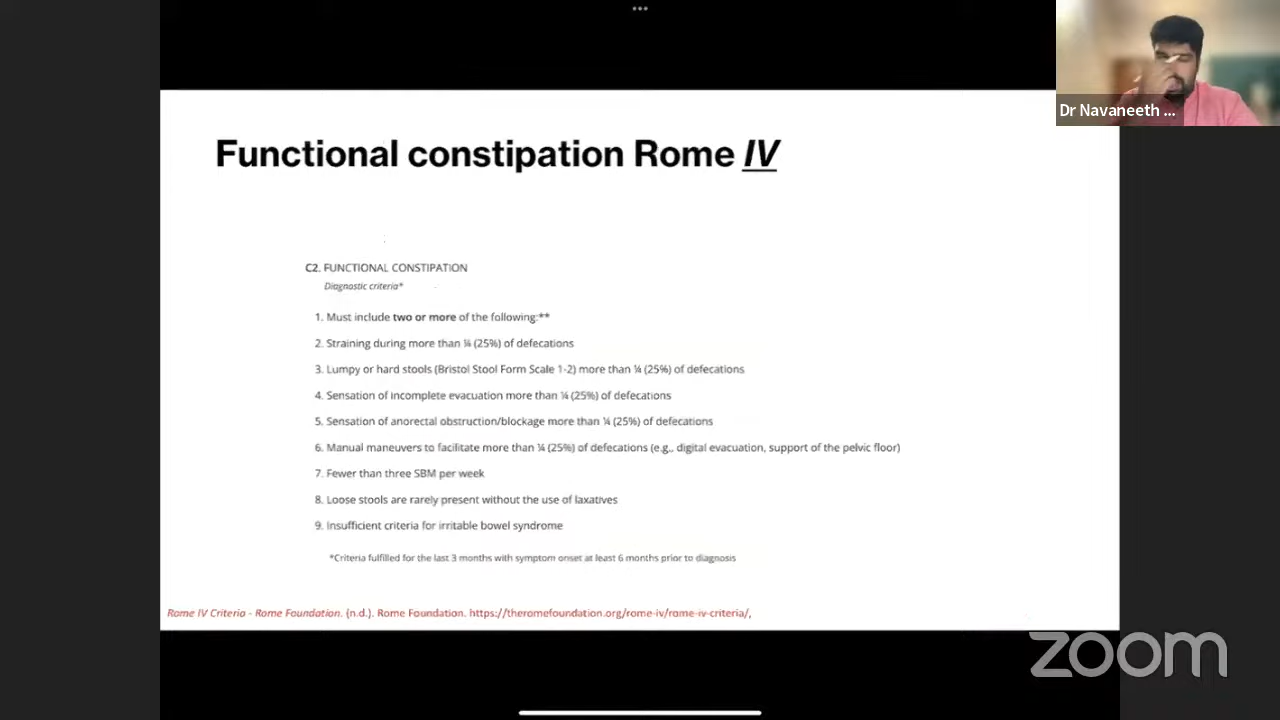 Dr Navaneeth ...
Functional constipation Rome IV
C2. FUNCTIONAL CONSTIPATION
Diagnostic criteria*
1. Must include two or more of the following:**
2. Straining during more than ¼ (25%) of defecations
3. Lumpy or hard stools (Bristol Stool Form Scale 1-2) more than ¼ (25%) of defecations
4. Sensation of incomplete evacuation more than ¼ (25%) of defecations
5. Sensation of anorectal obstruction/blockage more than ¼ (25%) of defecations
6. Manual maneuvers to facilitate more than ¼ (25%) of defecations (e.g., digital evacuation, support of the pelvic floor)
7. Fewer than three SBM per week
8. Loose stools are rarely present without the use of laxatives
9. Insufficient criteria for irritable bowel syndrome
*Criteria fulfilled for the last 3 months with symptom onset at least 6 months prior to diagnosis
Rome IV Criteria - Rome Foundation. (n.d.). Rome Foundation. https://theromefoundation.org/rome-iv/rome-iv-criteria/,
zoom